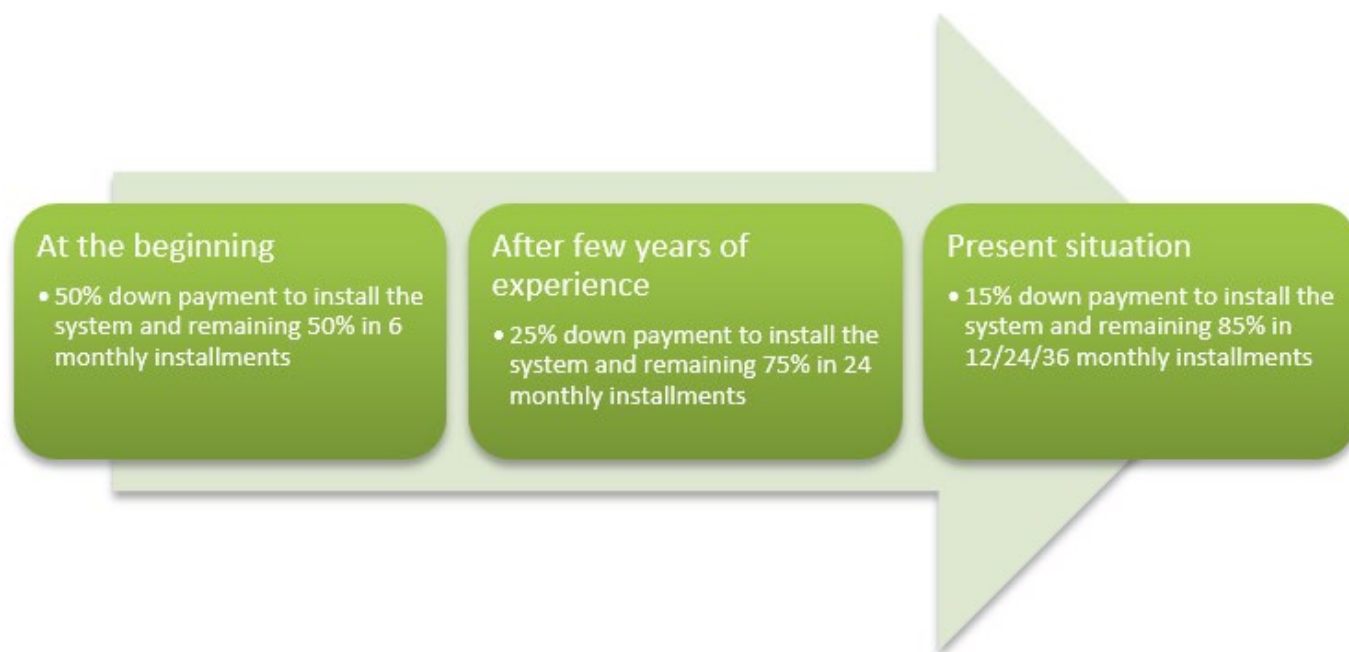 At the beginning
• 50% down payment to install the
system and remaining 50% in 6
monthly installments
After few years of
experience
• 25% down payment to install the
system and remaining 75% in 24
monthly installments
Present situation
• 15% down payment to install the
system and remaining 85% in
12/24/36 monthly installments